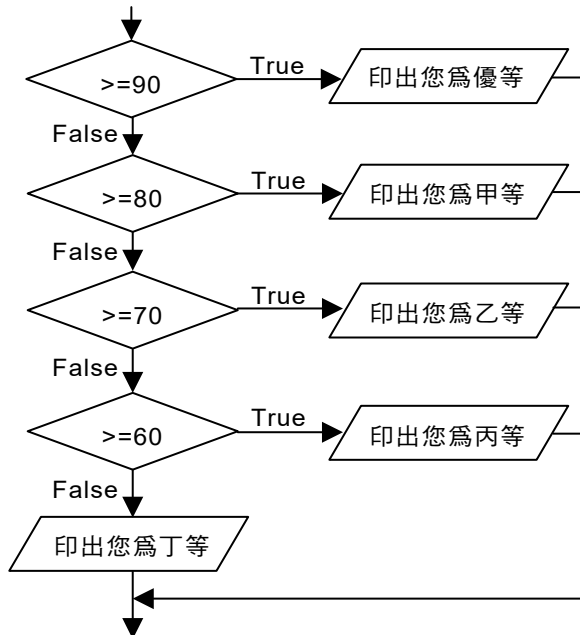 >=90
True
印出您爲優等
False
>=80
True
印出您爲甲等
False
>=70
True
印出您爲乙等
False
>=60
True
印出您爲丙等
False
印出您爲丁等